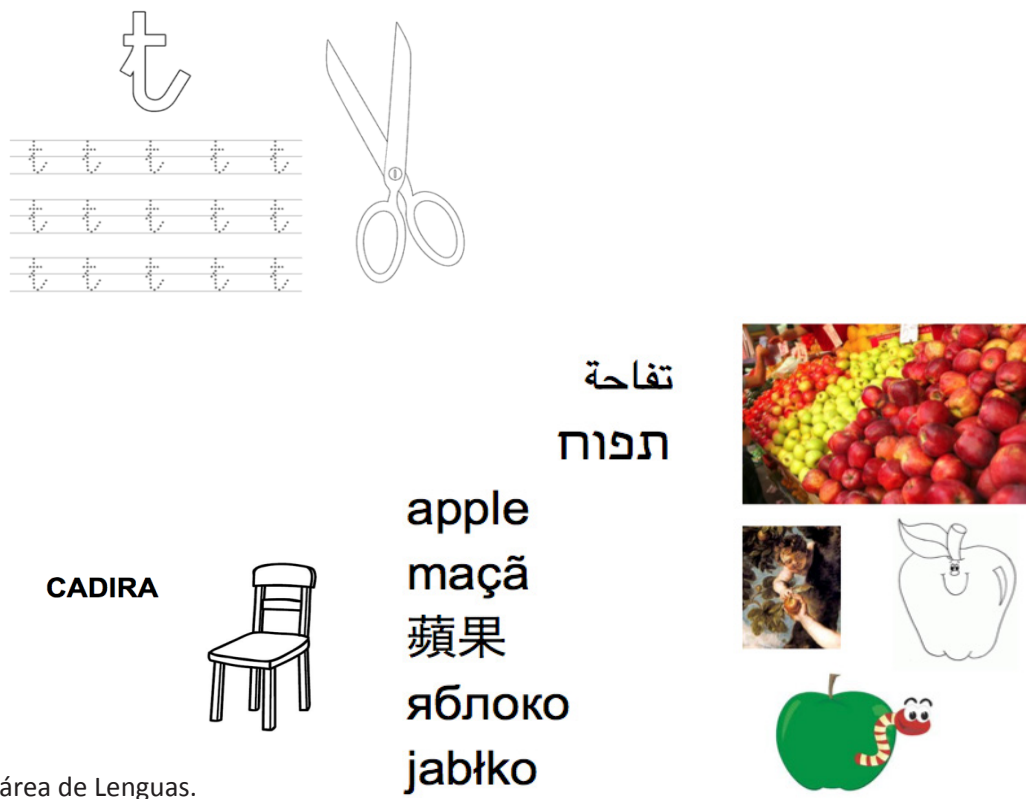 t
t t t t t
t t t t t
t t t t t
تفاحة
תפוח
apple
maçã
蘋果
яблоко
jabłko
CADIRA
área de Lenguas.